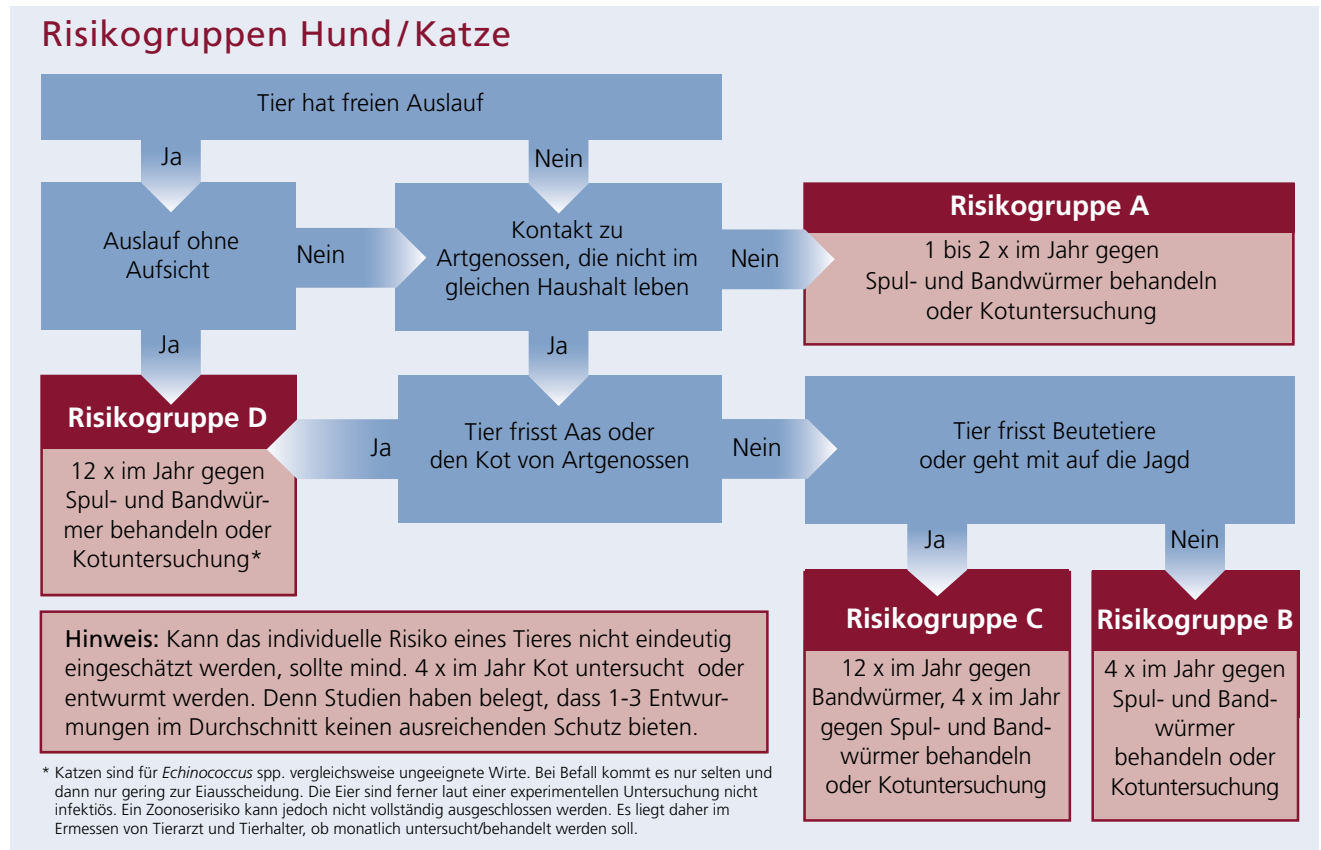 Risikogruppen Hund/Katze
Tier hat freien Auslauf
Ja
Nein
Auslauf ohne
Aufsicht
Nein
Kontakt zu
Artgenossen, die nicht im
gleichen Haushalt leben
Nein
Risikogruppe A
1 bis 2 x im Jahr gegen
Spul- und Bandwürmer behandeln
oder Kotuntersuchung
Ja
Ja
Risikogruppe D
12 x im Jahr gegen
Spul- und Bandwür-
mer behandeln oder
Kotuntersuchung*
Ja
Tier frisst Aas oder
den Kot von Artgenossen
Nein
Tier frisst Beutetiere
oder geht mit auf die Jagd
Ja
Nein
Risikogruppe C
12 x im Jahr gegen
Bandwürmer, 4 x im Jahr
gegen Spul- und Band-
würmer behandeln
oder Kotuntersuchung
Risikogruppe B
4 x im Jahr gegen
Spul- und Band-
würmer
behandeln oder
Kotuntersuchung
Hinweis: Kann das individuelle Risiko eines Tieres nicht eindeutig
eingeschätzt werden, sollte mind. 4 x im Jahr Kot untersucht oder
entwurmt werden. Denn Studien haben belegt, dass 1-3 Entwur-
mungen im Durchschnitt keinen ausreichenden Schutz bieten.
* Katzen sind für Echinococcus spp. vergleichsweise ungeeignete Wirte. Bei Befall kommt es nur selten und
dann nur gering zur Eiausscheidung. Die Eier sind ferner laut einer experimentellen Untersuchung nicht
infektiös. Ein Zoonoserisiko kann jedoch nicht vollständig ausgeschlossen werden. Es liegt daher im
Ermessen von Tierarzt und Tierhalter, ob monatlich untersucht/behandelt werden soll.